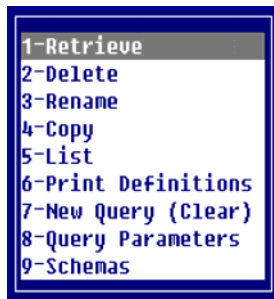 1-Retrieve
2-Delete
3-Rename
4-Copy
5-List
6-Print Definitions
7-New Query (Clear)
8-Query Parameters
9-Schemas